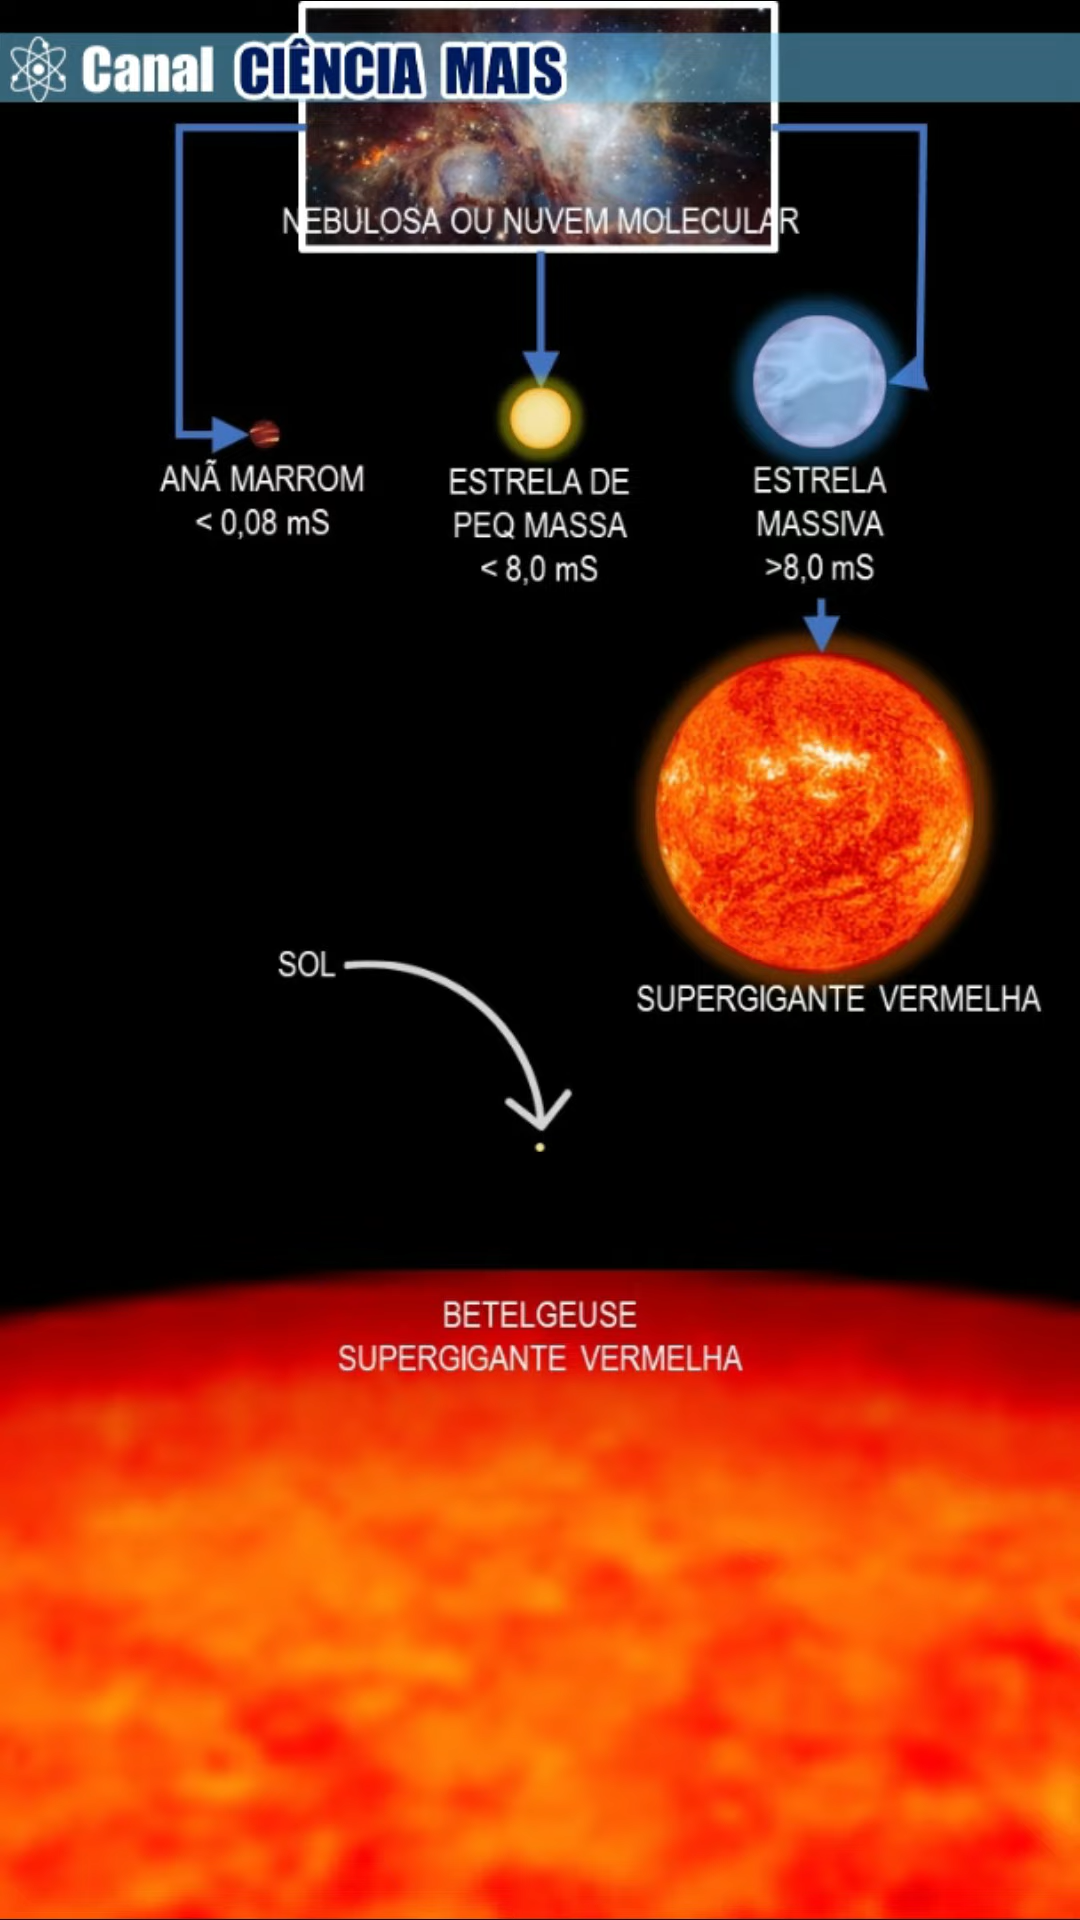 Canal CIÊNCIA MAIS
NEBULOSA OU NUVEM MOLECULAR
ANÃ MARROM
< 0,08 mS
ESTRELA DE
PEQ MASSA
< 8,0 mS
ESTRELA
MASSIVA
>8,0 mS
SUPERGIGANTE VERMELHA
SOL
BETELGEUSE
SUPERGIGANTE VERMELHA